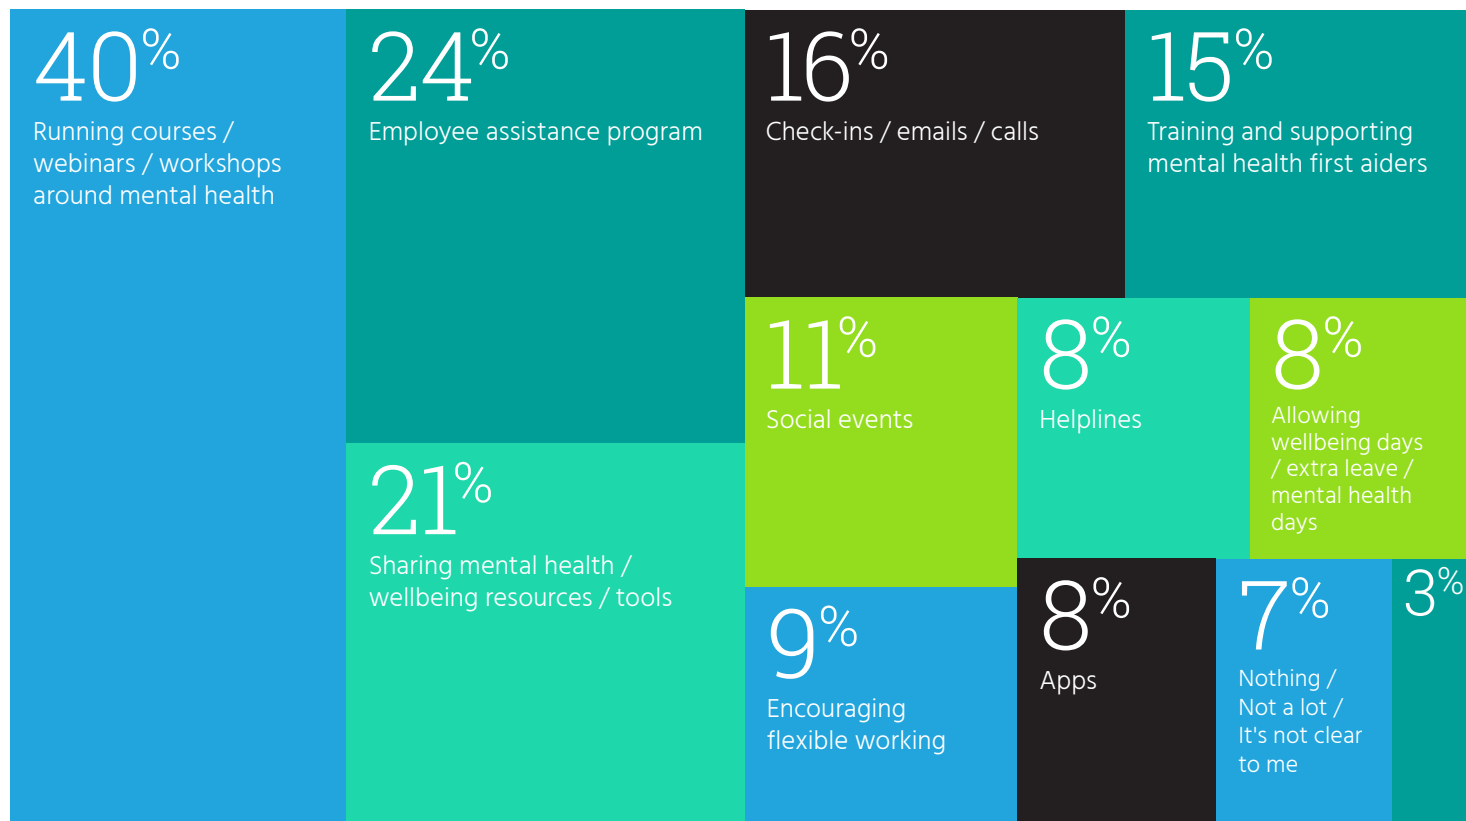 40%
Running courses /
webinars / workshops
around mental health
24%
Employee assistance program
16%
Check-ins / emails / calls
15%
Training and supporting
mental health first aiders
21%
Sharing mental health /
wellbeing resources / tools
11%
Social events
8%
Helplines
8%
Allowing
wellbeing days
/ extra leave /
mental health
days
9%
Encouraging
flexible working
8%
Apps
7%
Nothing /
Not a lot /
It's not clear
to me
3%